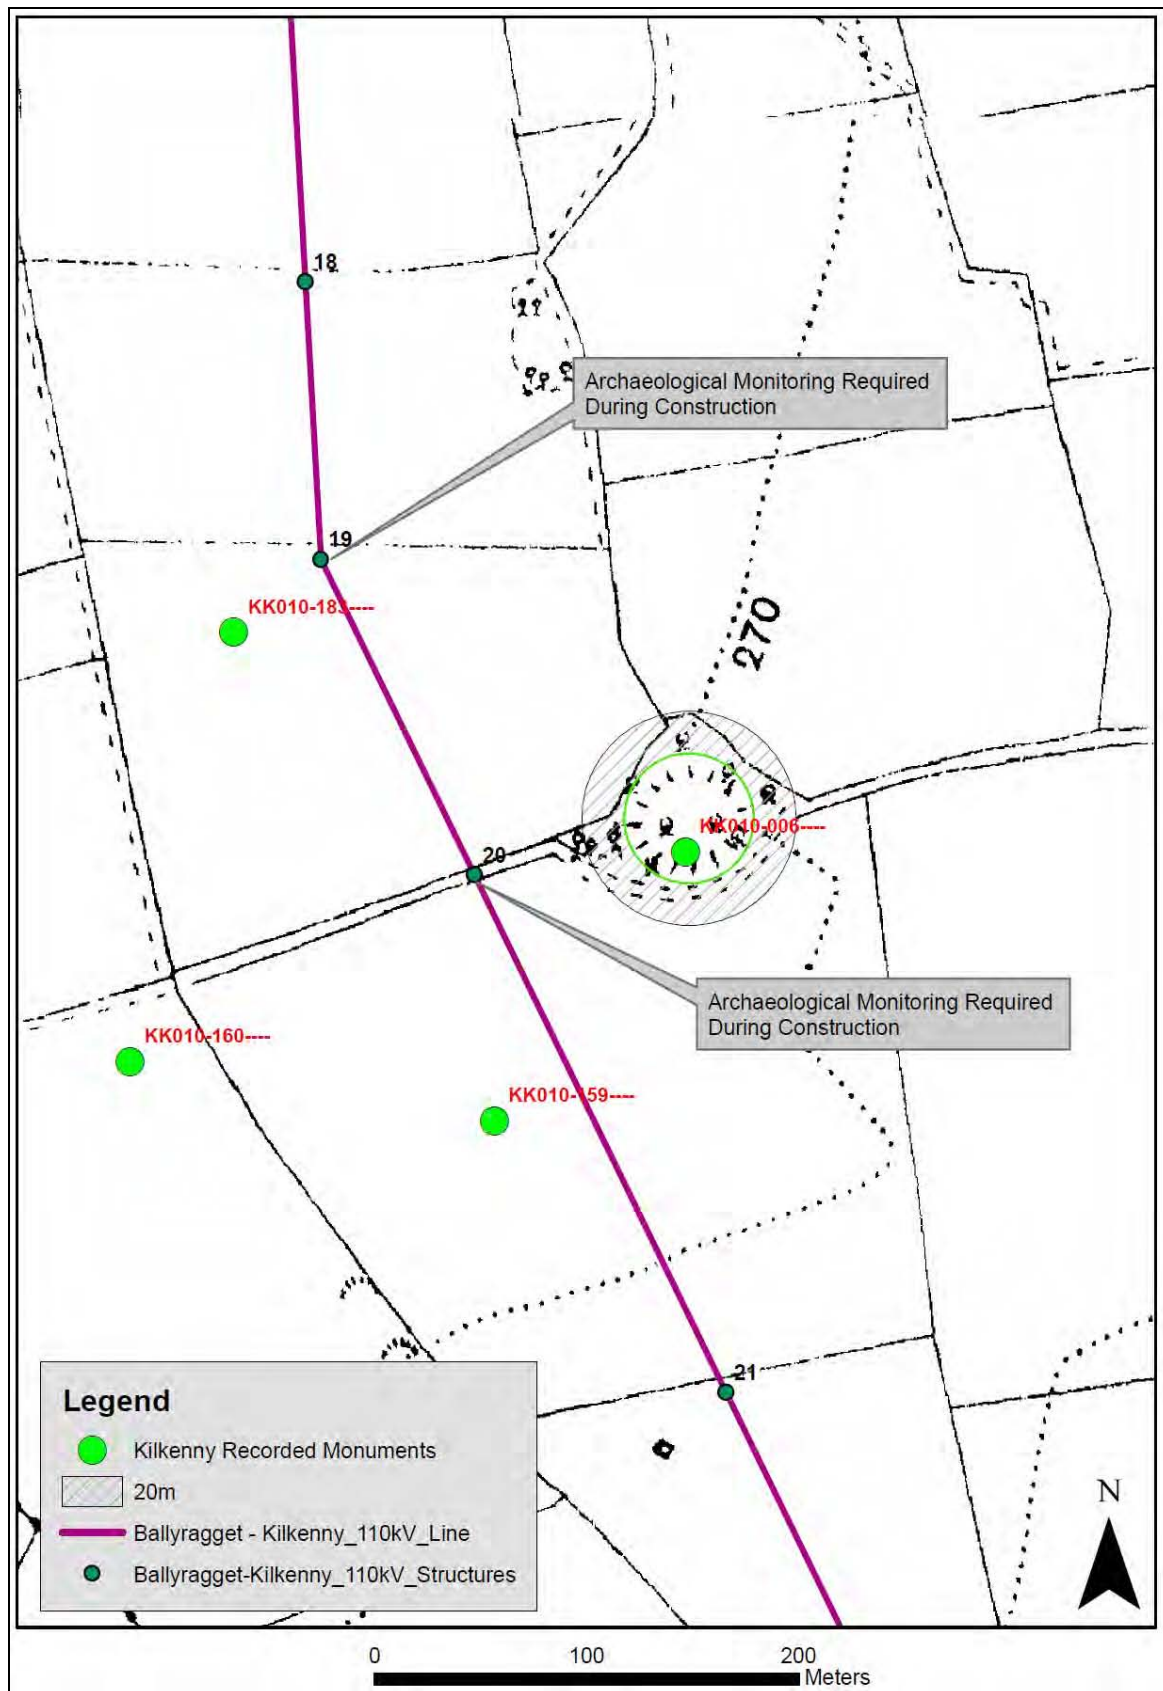 18
Archaeological Monitoring Required
During Construction
19
KK010-183----
270
KK010-006----
20
Archaeological Monitoring Required
During Construction
KK010-160----
KK010-159----
21
Legend
Kilkenny Recorded Monuments
20m
Ballyragget - Kilkenny_110kV_Line
Ballyragget-Kilkenny_110kV_Structures
N
0 100 200
Meters